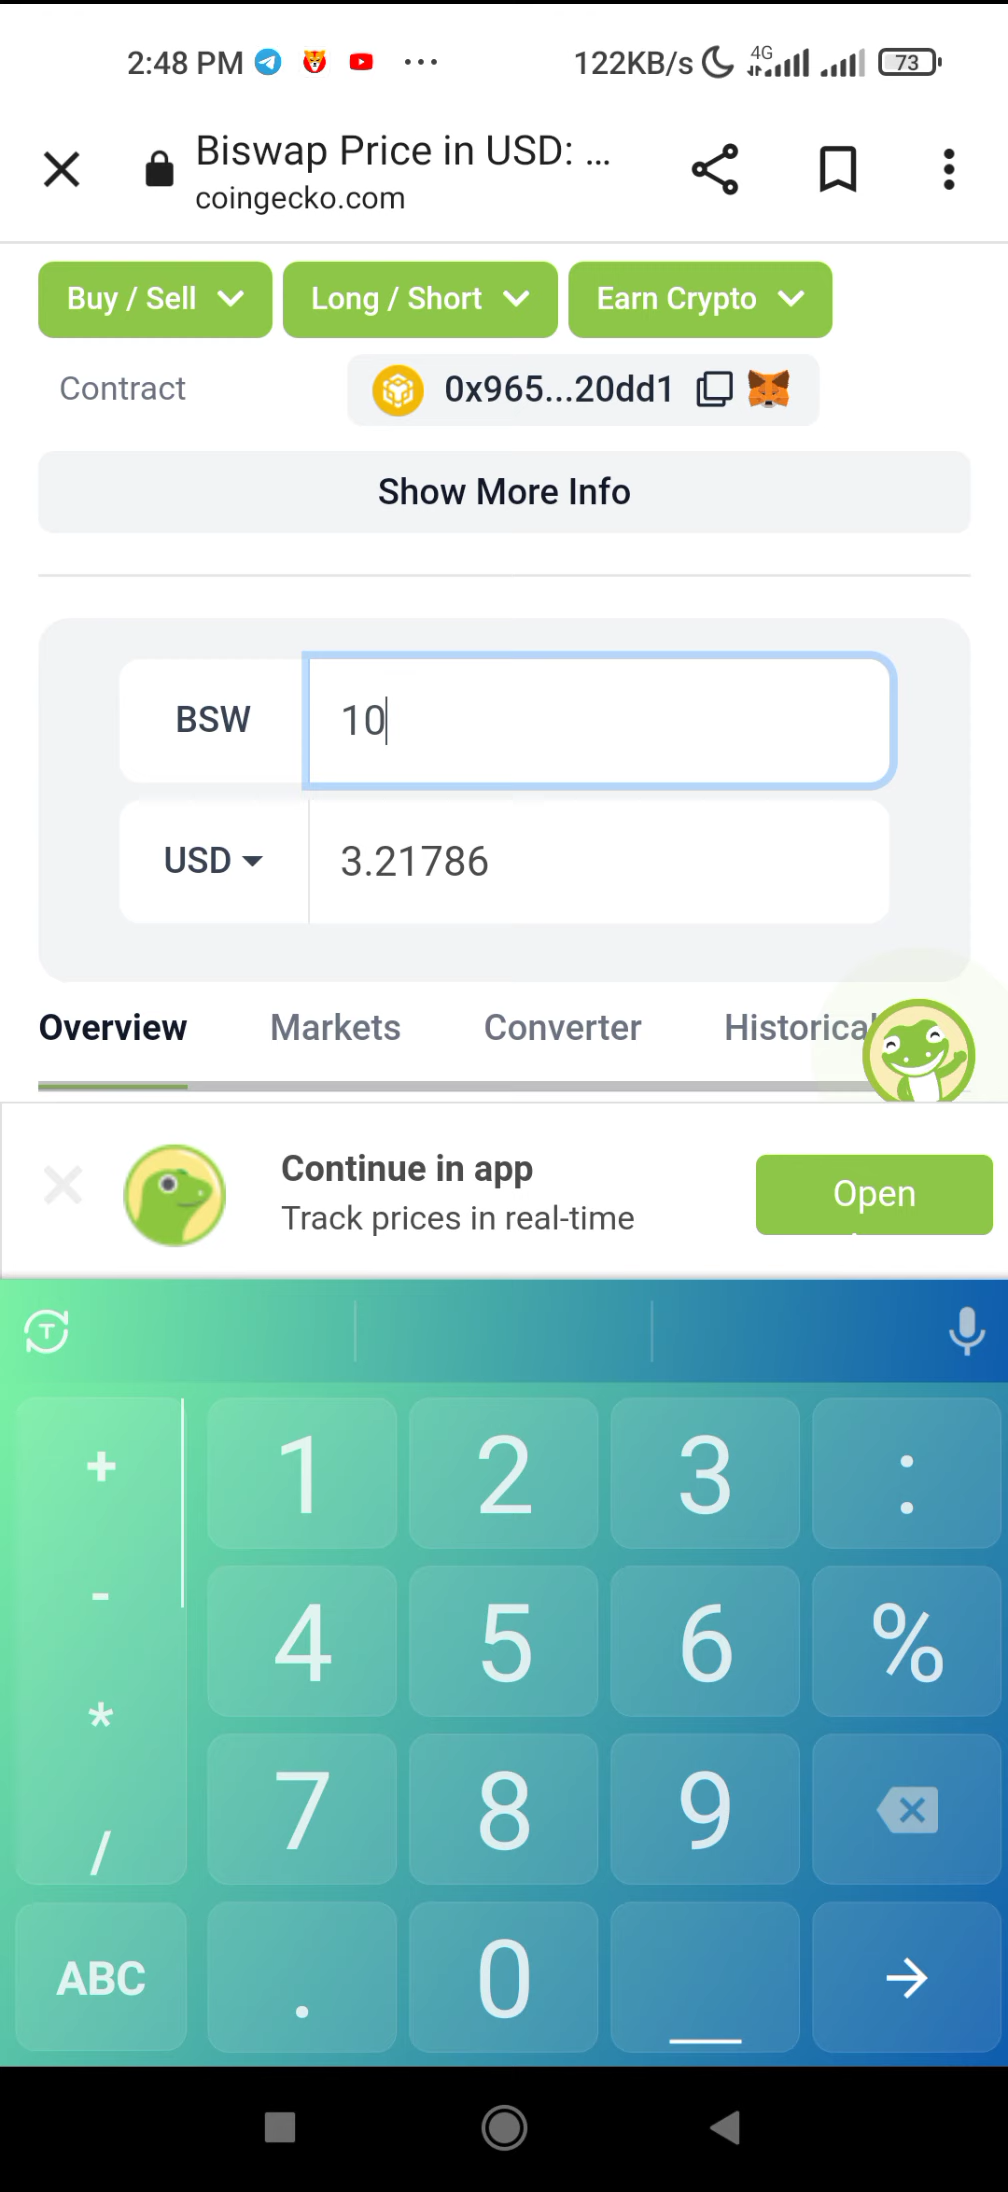 2:48 PM
122KB/s
4G
73
Biswap Price in USD: ...
coingecko.com
Buy / Sell
Long / Short
Earn Crypto
Contract
0x965...20dd1
Show More Info
BSW
10
USD
3.21786
Overview
Markets
Converter
Historical
Continue in app
Track prices in real-time
Open
T
+
1
2
3
:
-
4
5
6
%
*
7
8
9
/
ABC
.
0